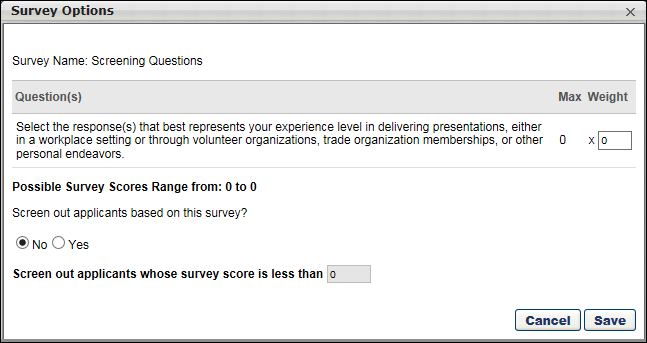 Survey Options
Survey Name: Screening Questions
Question(s) Max Weight
Select the response(s) that best represents your experience level in delivering presentations, either
in a workplace setting or through volunteer organizations, trade organization memberships, or other
personal endeavors.
0 x 0
Possible Survey Scores Range from: 0 to 0
Screen out applicants based on this survey?
No Yes
Screen out applicants whose survey score is less than 0
Cancel Save